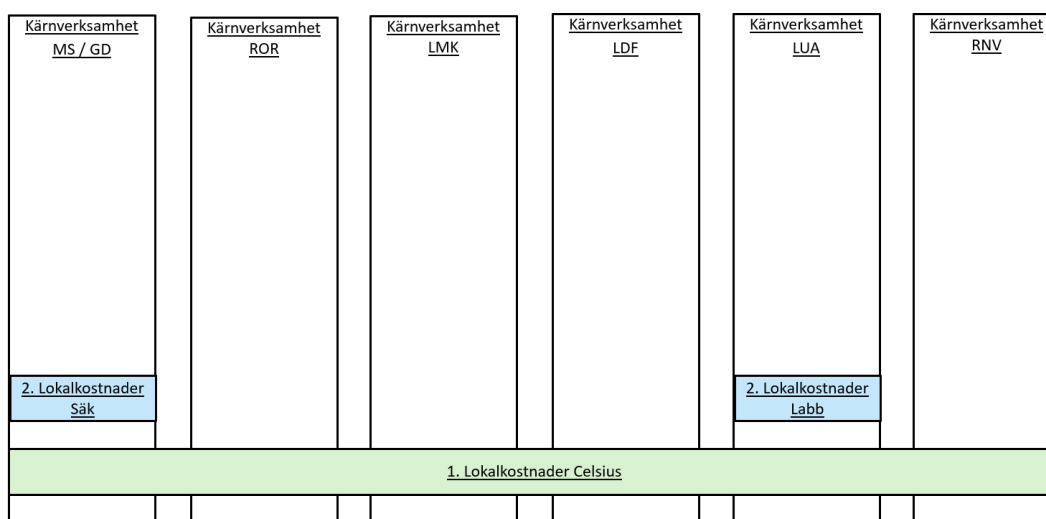 Kärnverksamhet
MS / GD
Kärnverksamhet
ROR
Kärnverksamhet
LMK
Kärnverksamhet
LDF
Kärnverksamhet
LUA
Kärnverksamhet
RNV
2. Lokalkostnader
Säk
2. Lokalkostnader
Labb
1. Lokalkostnader Celsius